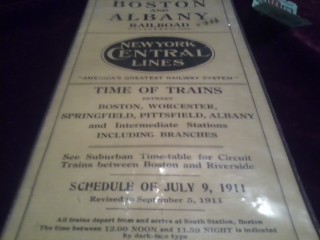 BOSTON
AND
ALBANY
RAILROAD
NEW YORK
CENTRAL
LINES
"AMERICA'S GREATEST RAILWAY SYSTEM"
TIME OF TRAINS
BETWEEN
BOSTON, WORCESTER,
SPRINGFIELD, PITTSFIELD, ALBANY
and Intermediate Stations
INCLUDING BRANCHES
See Suburban Time-table for Circuit
Trains between Boston and Riverside
SCHEDULE OF JULY 9, 1911
Revised to September 5, 1911
All trains depart from and arrive at South Station, Boston
The time between 12.00 NOON and 11.59 NIGHT is indicated
by dark-face type